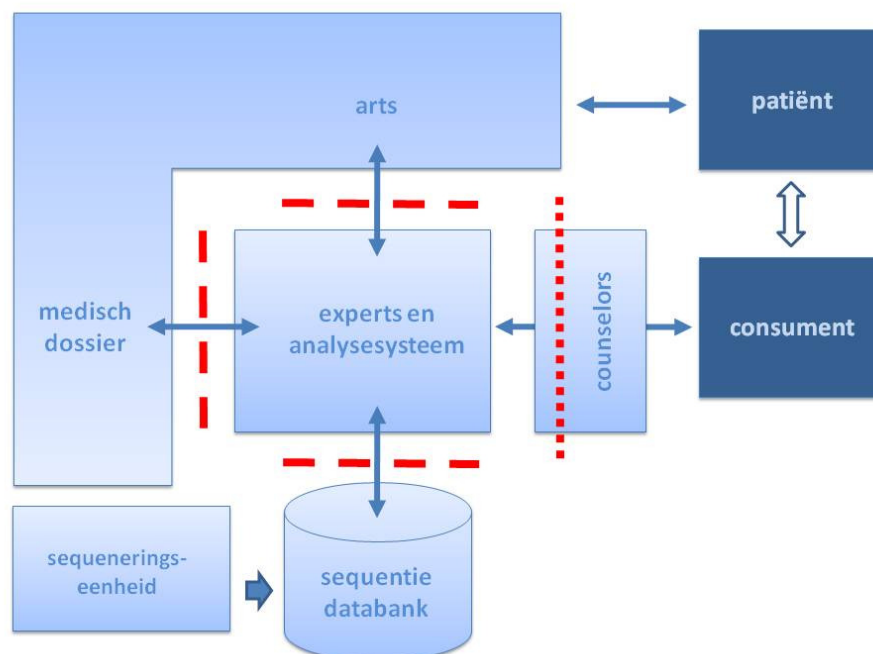 arts
patiënt
medisch
dossier
experts en
analysesysteem
counselors
consument
sequenerings-
eenheid
sequentie
databank